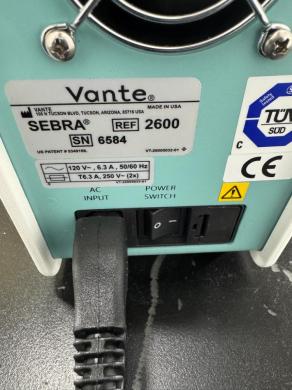 Vante®
VANTE
MADE IN USA
SEBRA® REF 2600
SN 6584
120 V~, 6.3 A, 50/60 Hz
T6.3 A, 250 V~ (2x)
TÜV
SÜD
C
CE
AC
INPUT
POWER
SWITCH
O I